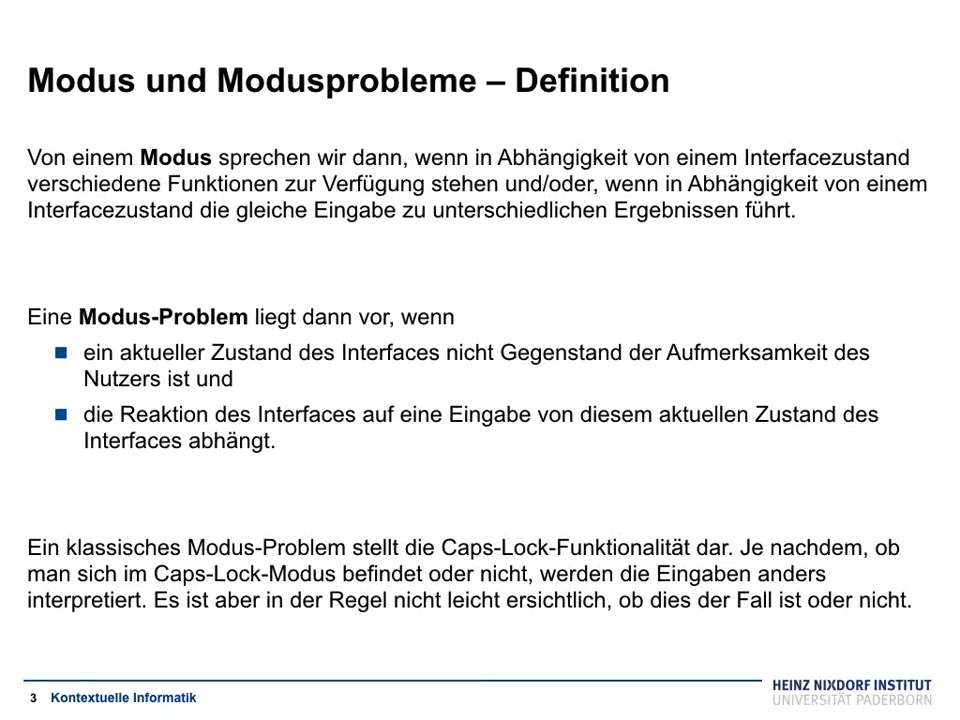 Modus und Modusprobleme – Definition
Von einem Modus sprechen wir dann, wenn in Abhängigkeit von einem Interfacezustand
verschiedene Funktionen zur Verfügung stehen und/oder, wenn in Abhängigkeit von einem
Interfacezustand die gleiche Eingabe zu unterschiedlichen Ergebnissen führt.
Eine Modus-Problem liegt dann vor, wenn
ein aktueller Zustand des Interfaces nicht Gegenstand der Aufmerksamkeit des
Nutzers ist und
die Reaktion des Interfaces auf eine Eingabe von diesem aktuellen Zustand des
Interfaces abhängt.
Ein klassisches Modus-Problem stellt die Caps-Lock-Funktionalität dar. Je nachdem, ob
man sich im Caps-Lock-Modus befindet oder nicht, werden die Eingaben anders
interpretiert. Es ist aber in der Regel nicht leicht ersichtlich, ob dies der Fall ist oder nicht.
3 Kontextuelle Informatik
HEINZ NIXDORF INSTITUT
UNIVERSITÄT PADERBORN